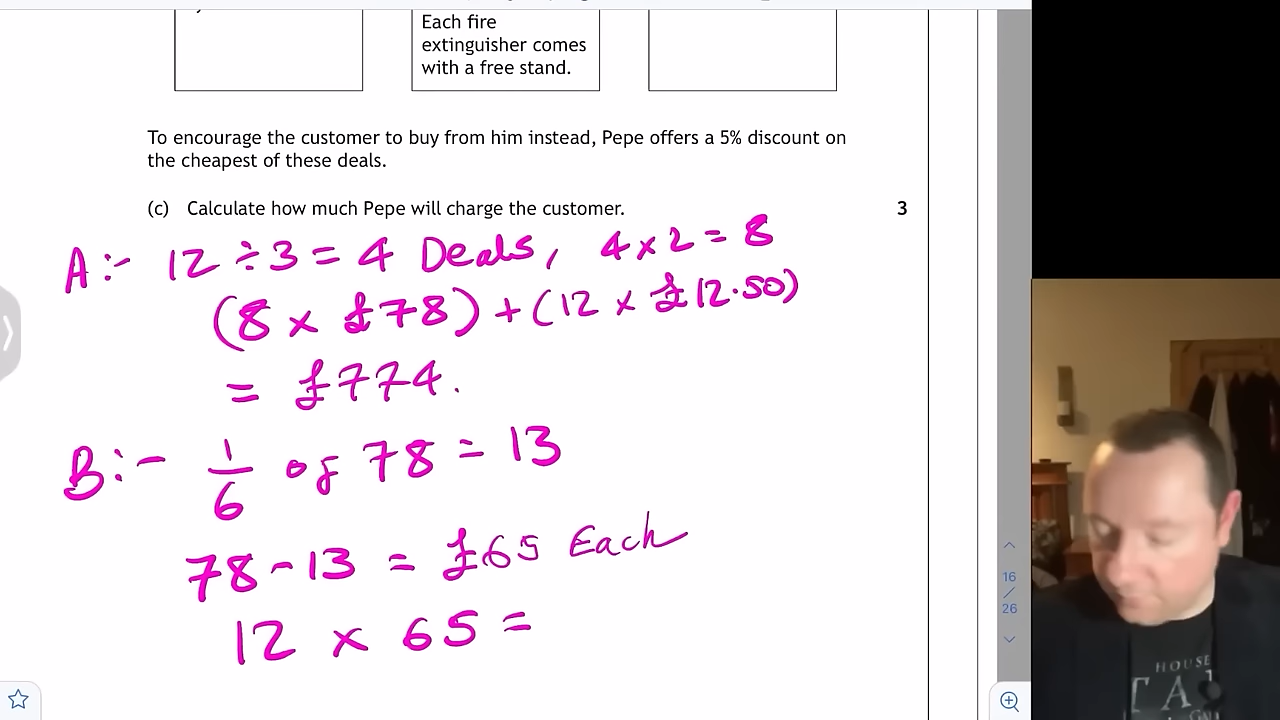 Each fire
extinguisher comes
with a free stand.
To encourage the customer to buy from him instead, Pepe offers a 5% discount on
the cheapest of these deals.
(c) Calculate how much Pepe will charge the customer. 3
A:- 12 ÷ 3 = 4 Deals, 4 x 2 = 8
(8 x £78) + (12 x £12.50)
= £774.
B:- 1/6 of 78 = 13
78 - 13 = £65 Each
12 x 65 =
16
/
26
HOUSE